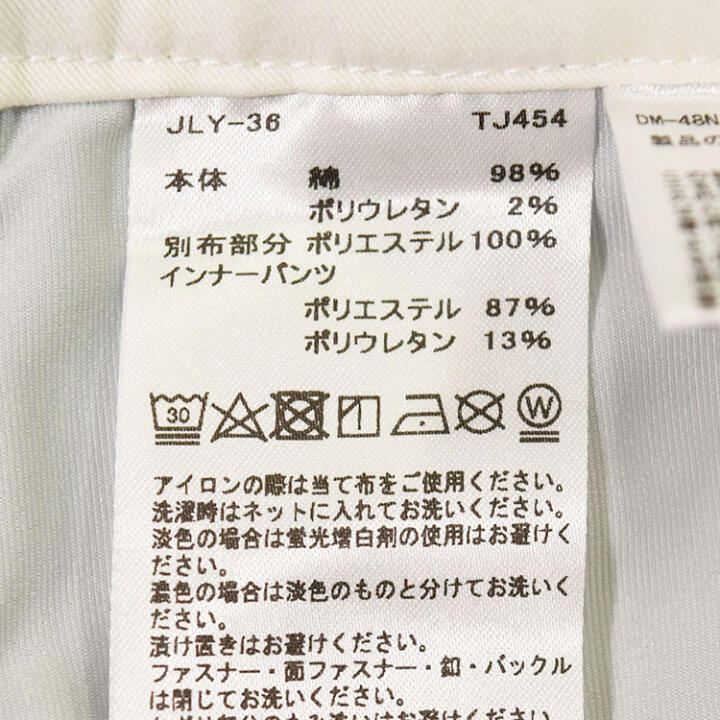 JLY-36 TJ454
本体 綿 98%
ポリウレタン 2%
別布部分 ポリエステル 100%
インナーパンツ
ポリエステル 87%
ポリウレタン 13%
30 W
アイロンの際は当て布をご使用ください。
洗濯時はネットに入れてお洗いください。
淡色の場合は蛍光増白剤の使用はお避けく
ださい。
濃色の場合は淡色のものと分けてお洗いく
ださい。
漬け置きはお避けください。
ファスナー・面ファスナー・釦・バックル
は閉じてお洗いください。
DM-48N
製品の